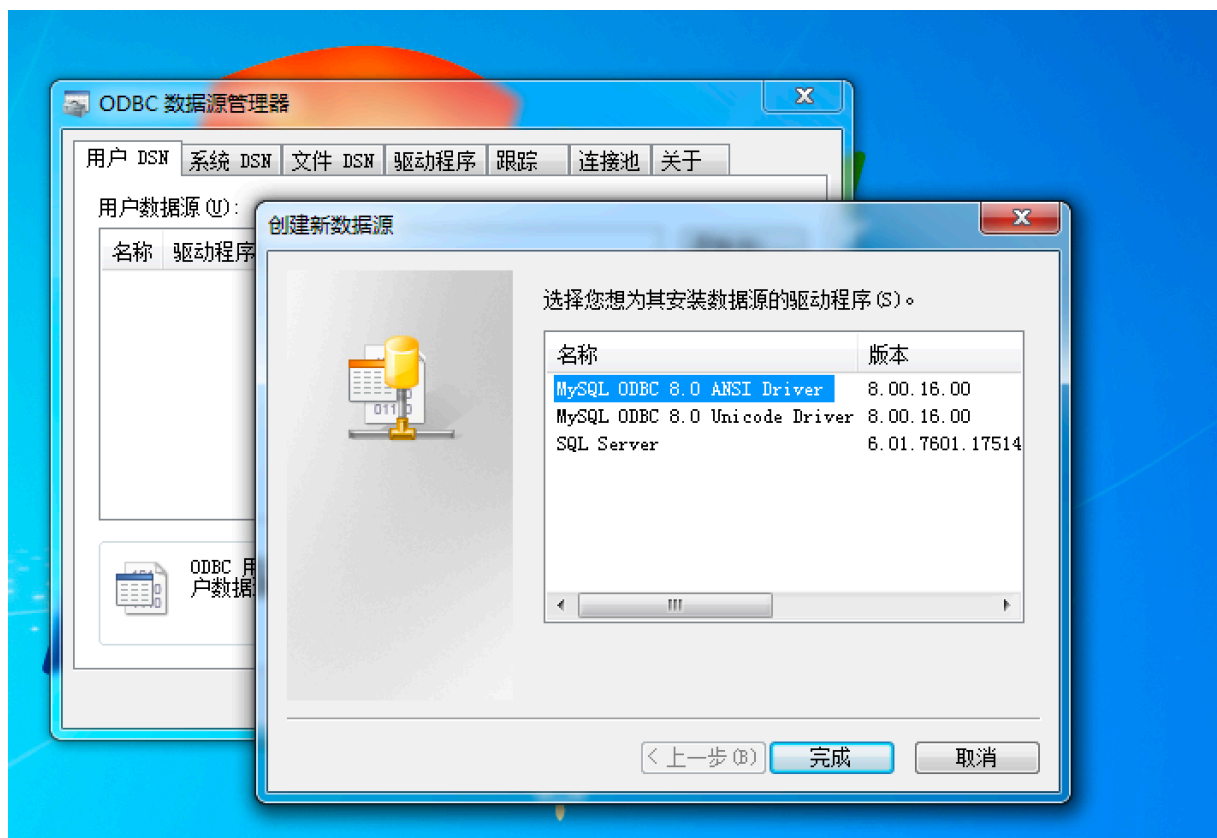 ODBC 数据源管理器
用户 DSN 系统 DSN 文件 DSN 驱动程序 跟踪 连接池 关于
用户数据源(U):
名称 驱动程序
创建新数据源
选择您想为其安装数据源的驱动程序(S)。
名称 版本
MySQL ODBC 8.0 ANSI Driver 8.00.16.00
MySQL ODBC 8.0 Unicode Driver 8.00.16.00
SQL Server 6.01.7601.17514
ODBC 用
户数据
<上一步(B) 完成 取消